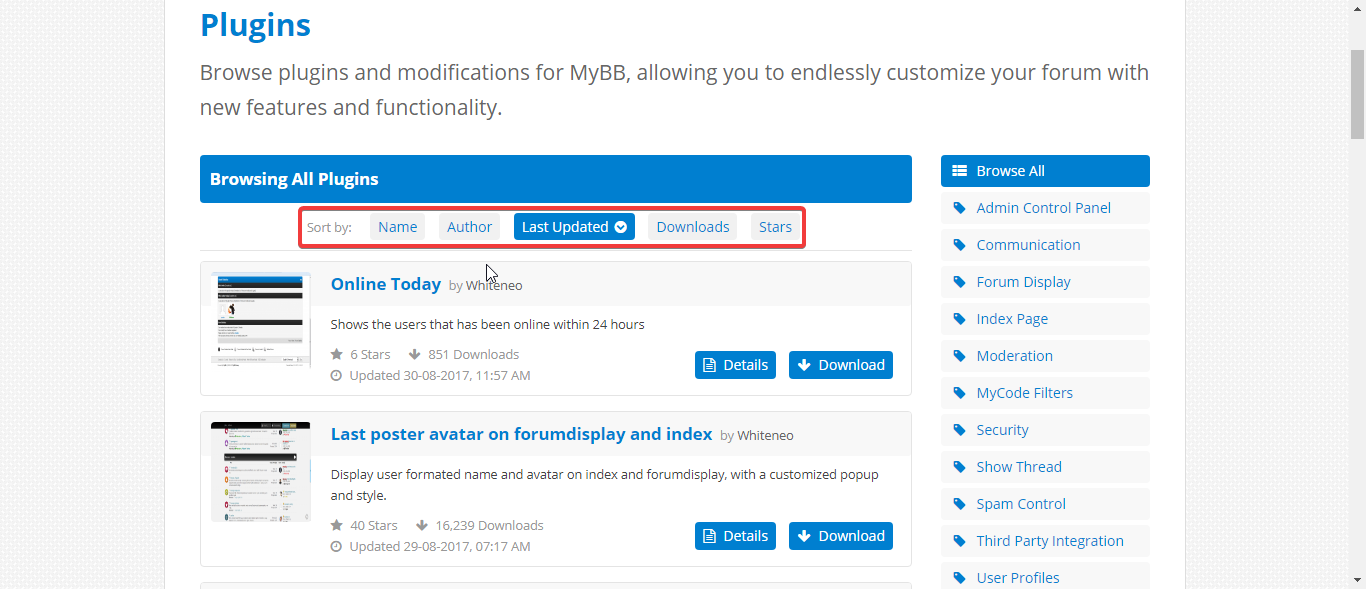 Plugins
Browse plugins and modifications for MyBB, allowing you to endlessly customize your forum with
new features and functionality.
Browsing All Plugins
Sort by: Name Author Last Updated Downloads Stars
Online Today by Whiteneo
Shows the users that has been online within 24 hours
6 Stars 851 Downloads
Updated 30-08-2017, 11:57 AM
Details Download
Last poster avatar on forumdisplay and index by Whiteneo
Display user formated name and avatar on index and forumdisplay, with a customized popup
and style.
40 Stars 16,239 Downloads
Updated 29-08-2017, 07:17 AM
Details Download
Browse All
Admin Control Panel
Communication
Forum Display
Index Page
Moderation
MyCode Filters
Security
Show Thread
Spam Control
Third Party Integration
User Profiles